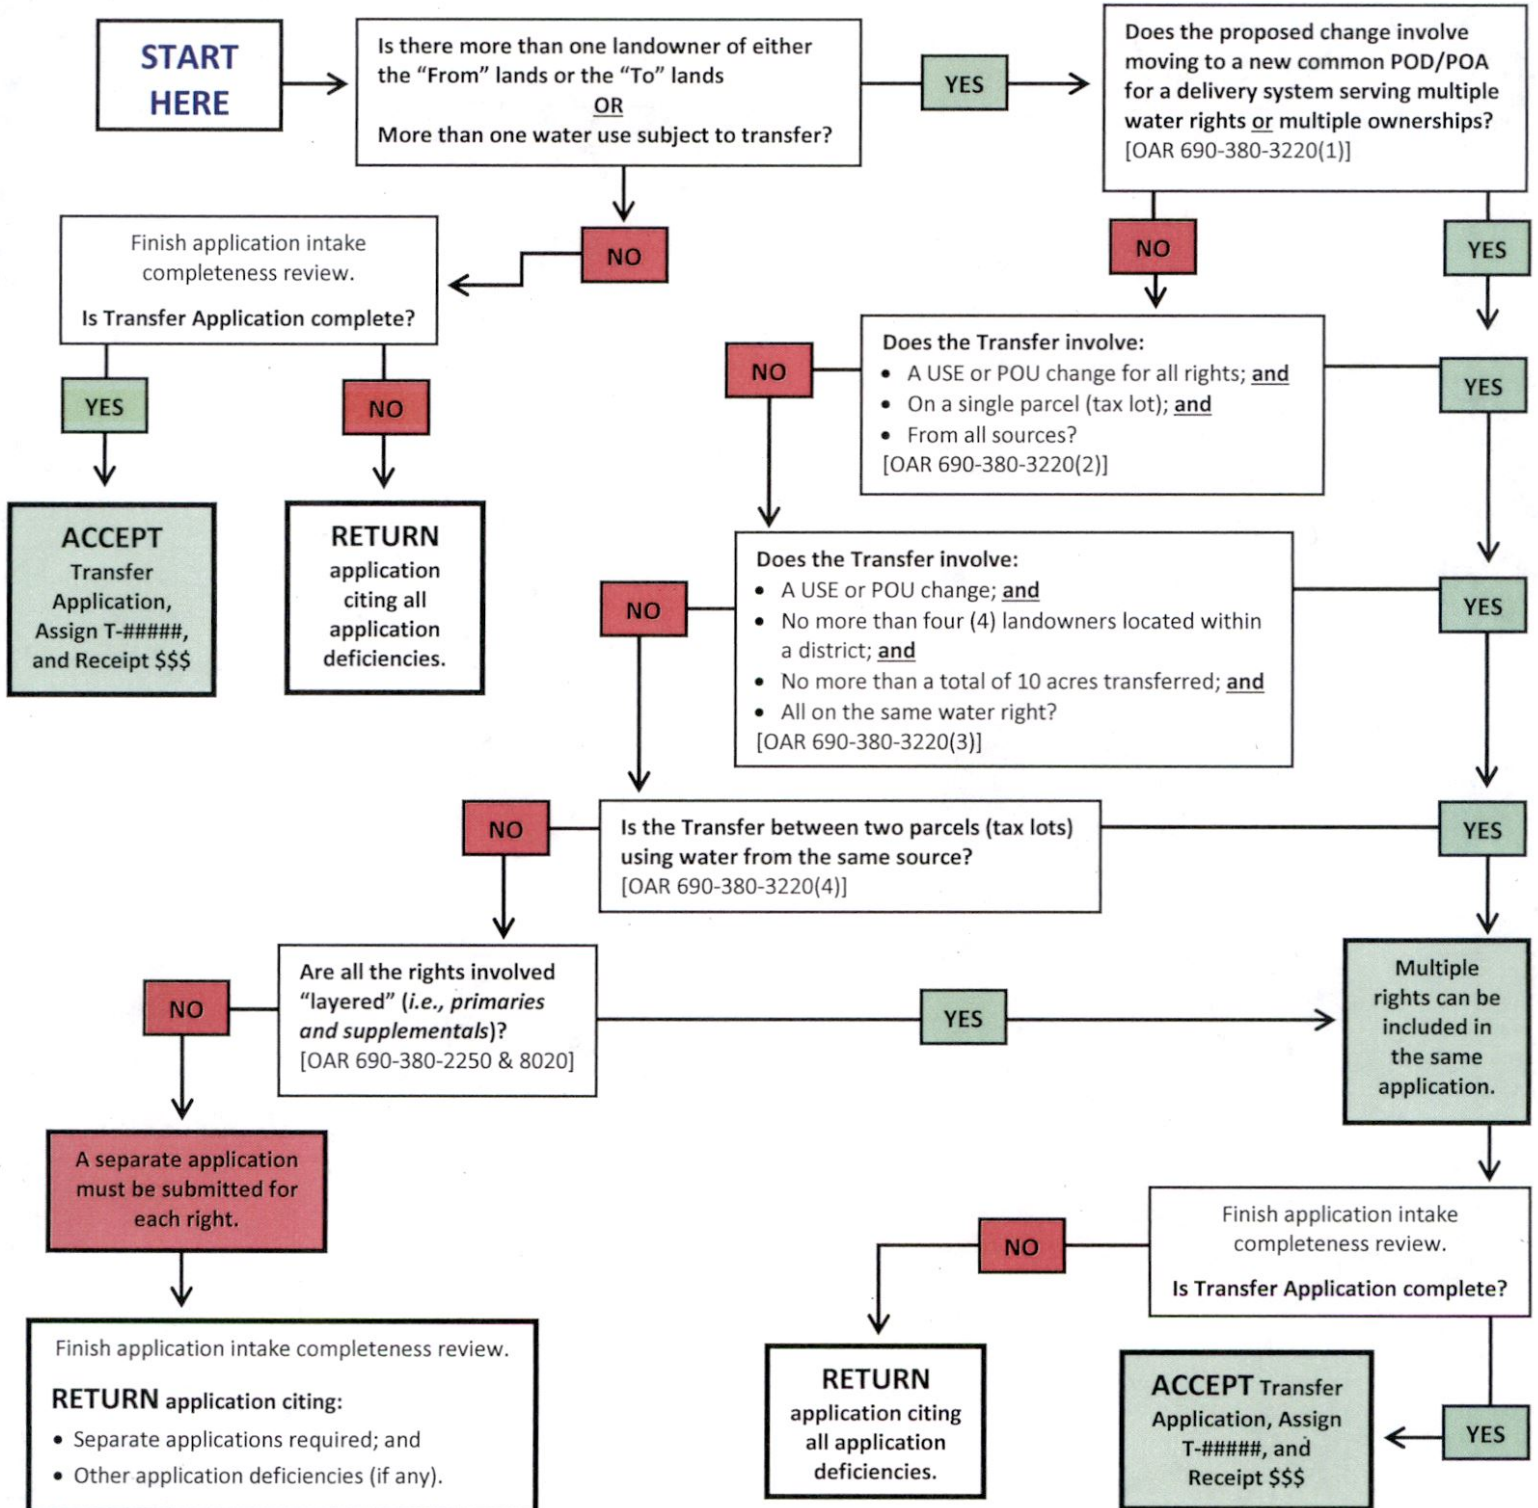 START
HERE
Is there more than one landowner of either
the “From” lands or the “To” lands
OR
More than one water use subject to transfer?
YES
Does the proposed change involve
moving to a new common POD/POA
for a delivery system serving multiple
water rights or multiple ownerships?
[OAR 690-380-3220(1)]
NO
NO
YES
Finish application intake
completeness review.
Is Transfer Application complete?
YES
NO
ACCEPT
Transfer
Application,
Assign T-#####,
and Receipt $$$
RETURN
application
citing all
application
deficiencies.
Does the Transfer involve:
• A USE or POU change for all rights; and
• On a single parcel (tax lot); and
• From all sources?
[OAR 690-380-3220(2)]
NO
YES
Does the Transfer involve:
• A USE or POU change; and
• No more than four (4) landowners located within
a district; and
• No more than a total of 10 acres transferred; and
• All on the same water right?
[OAR 690-380-3220(3)]
NO
YES
Is the Transfer between two parcels (tax lots)
using water from the same source?
[OAR 690-380-3220(4)]
NO
YES
Are all the rights involved
“layered” (i.e., primaries
and supplementals)?
[OAR 690-380-2250 & 8020]
NO
YES
Multiple
rights can be
included in
the same
application.
A separate application
must be submitted for
each right.
Finish application intake completeness review.
RETURN application citing:
• Separate applications required; and
• Other application deficiencies (if any).
Finish application intake
completeness review.
Is Transfer Application complete?
NO
YES
RETURN
application citing
all application
deficiencies.
ACCEPT Transfer
Application, Assign
T-#####, and
Receipt $$$